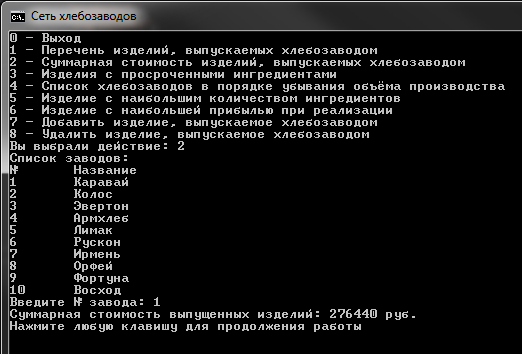 Сеть хлебозаводов
0 - Выход
1 - Перечень изделий, выпускаемых хлебозаводом
2 - Суммарная стоимость изделий, выпускаемых хлебозаводом
3 - Изделия с просроченными ингредиентами
4 - Список хлебозаводов в порядке убывания объёма производства
5 - Изделие с наибольшим количеством ингредиентов
6 - Изделие с наибольшей прибылью при реализации
7 - Добавить изделие, выпускаемое хлебозаводом
8 - Удалить изделие, выпускаемое хлебозаводом
Вы выбрали действие: 2
Список заводов:
№ Название
1 Каравай
2 Колос
3 Эвертон
4 Армхлеб
5 Лимак
6 Рускон
7 Ирмень
8 Орфей
9 Фортуна
10 Восход
Введите № завода: 1
Суммарная стоимость выпущенных изделий: 276440 руб.
Нажмите любую клавишу для продолжения работы